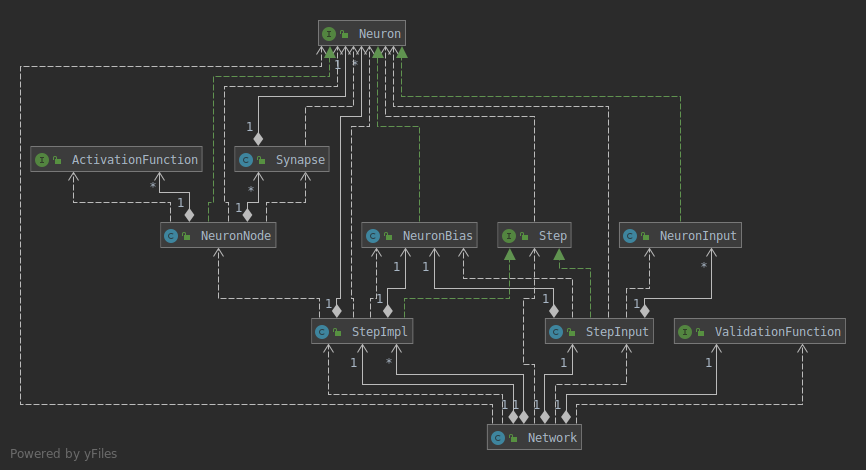 I Neuron
1 *
1
I ActivationFunction
C Synapse
* 1 1 *
C NeuronNode
C NeuronBias
I Step
C NeuronInput
1 1 *
1 1 1 1
C StepImpl
C StepInput
I ValidationFunction
1 * 1 1
1 1 1 1
C Network
Powered by yFiles